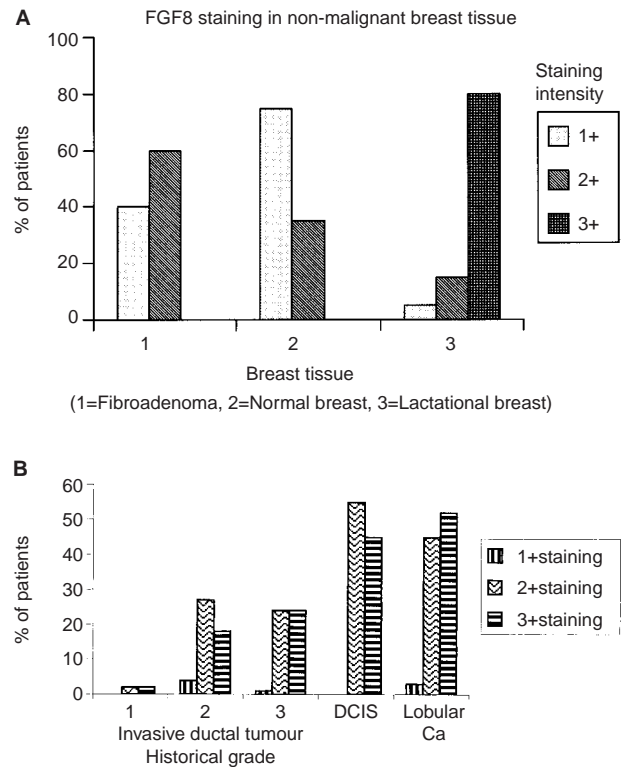 A
FGF8 staining in non-malignant breast tissue
100
80
60
40
20
0
% of patients
1
2
3
Breast tissue
(1=Fibroadenoma, 2=Normal breast, 3=Lactational breast)
Staining
intensity
1+
2+
3+
B
60
50
40
30
20
10
0
% of patients
1
2
3
DCIS
Lobular
Ca
Invasive ductal tumour
Historical grade
1+staining
2+staining
3+staining